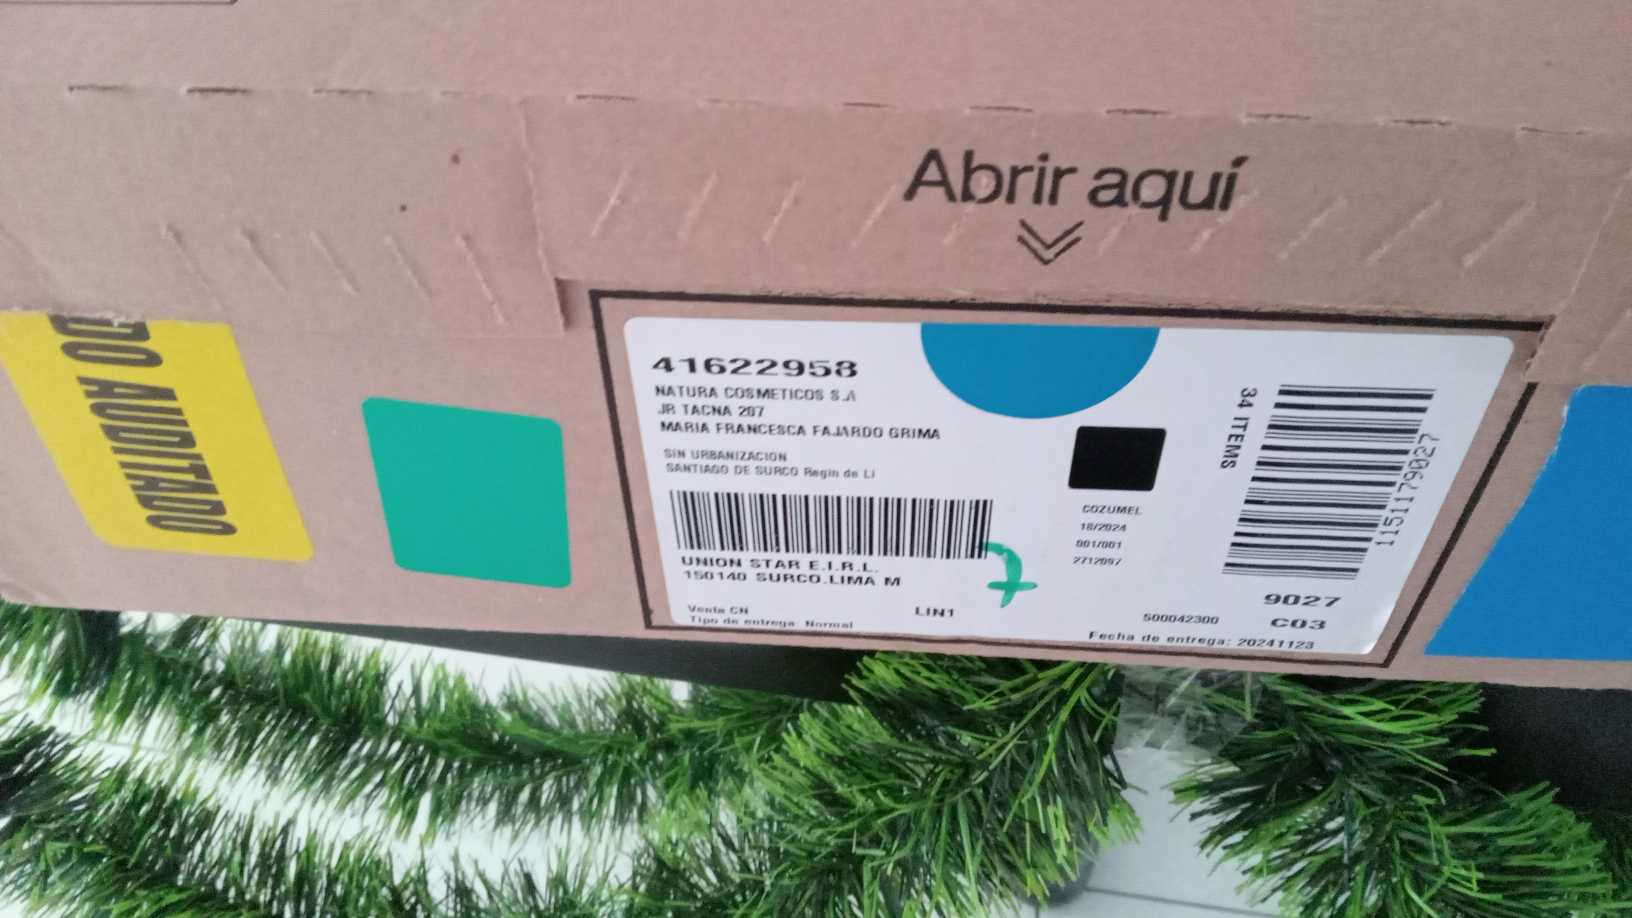 Abrir aquí
DO AUDITADO
41622958
NATURA COSMETICOS S.A
JR TACNA 207
MARIA FRANCESCA FAJARDO GRIMA
SIN URBANIZACION
SANTIAGO DE SURCO Regin de Li
UNION STAR E.I.R.L.
150140 SURCO.LIMA M
Venta CN
Tipo de entrega: Normal
LIN1
COZUMEL
18/2024
001/001
2712097
34 ITEMS
1151179027
9027
C03
500042300
Fecha de entrega: 20241123